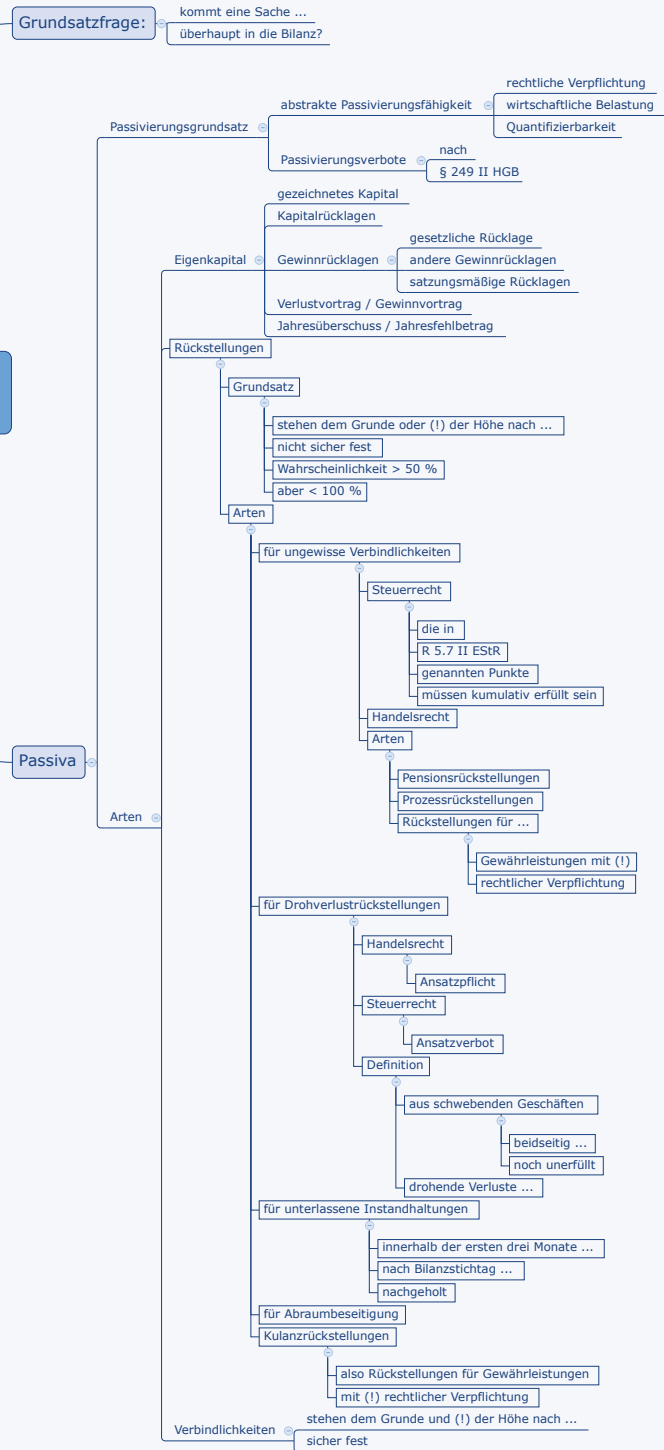 Grundsatzfrage:
kommt eine Sache ...
überhaupt in die Bilanz?
Passiva
Passivierungsgrundsatz
abstrakte Passivierungsfähigkeit
rechtliche Verpflichtung
wirtschaftliche Belastung
Quantifizierbarkeit
Passivierungsverbote
nach
§ 249 II HGB
Arten
Eigenkapital
gezeichnetes Kapital
Kapitalrücklagen
Gewinnrücklagen
gesetzliche Rücklage
andere Gewinnrücklagen
satzungsmäßige Rücklagen
Verlustvortrag / Gewinnvortrag
Jahresüberschuss / Jahresfehlbetrag
Rückstellungen
Grundsatz
stehen dem Grunde oder (!) der Höhe nach ...
nicht sicher fest
Wahrscheinlichkeit > 50 %
aber < 100 %
Arten
für ungewisse Verbindlichkeiten
Steuerrecht
die in
R 5.7 II EStR
genannten Punkte
müssen kumulativ erfüllt sein
Handelsrecht
Arten
Pensionsrückstellungen
Prozessrückstellungen
Rückstellungen für ...
Gewährleistungen mit (!)
rechtlicher Verpflichtung
für Drohverlustrückstellungen
Handelsrecht
Ansatzpflicht
Steuerrecht
Ansatzverbot
Definition
aus schwebenden Geschäften
beidseitig ...
noch unerfüllt
drohende Verluste ...
für unterlassene Instandhaltungen
innerhalb der ersten drei Monate ...
nach Bilanzstichtag ...
nachgeholt
für Abraumbeseitigung
Kulanzrückstellungen
also Rückstellungen für Gewährleistungen
mit (!) rechtlicher Verpflichtung
Verbindlichkeiten
stehen dem Grunde und (!) der Höhe nach ...
sicher fest